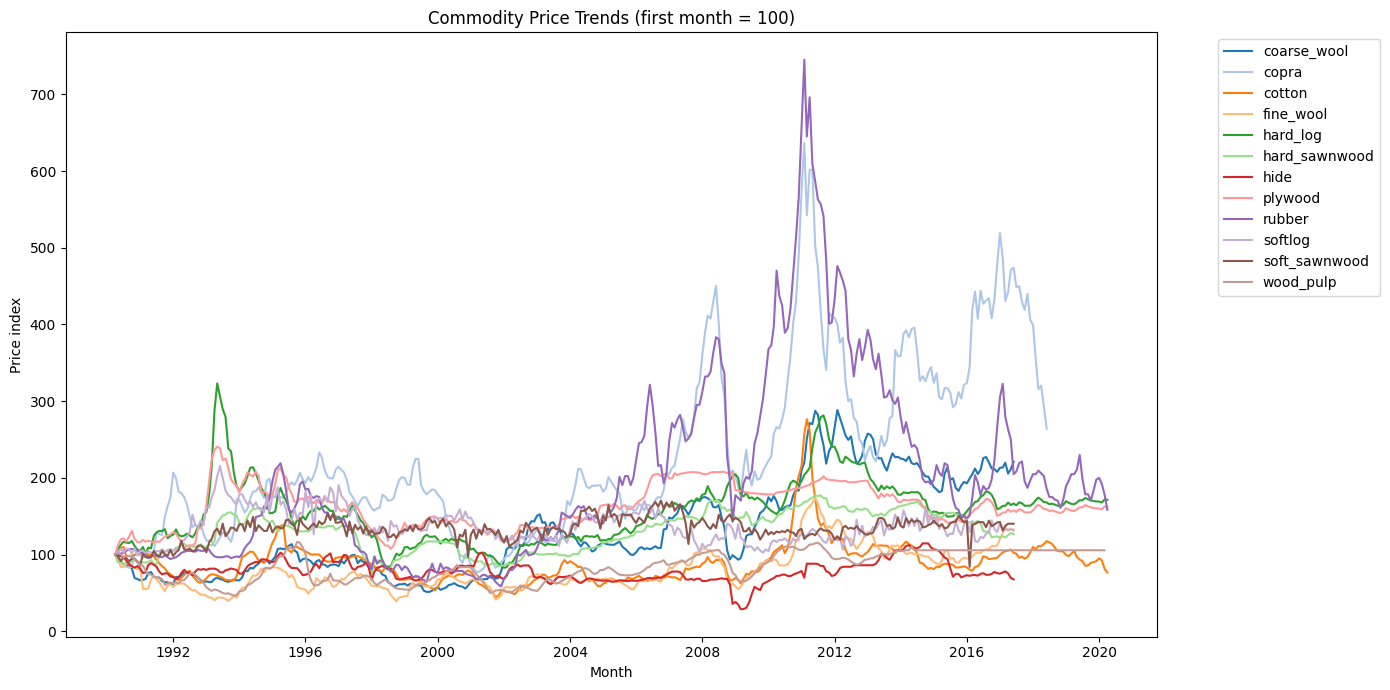 Commodity Price Trends (first month = 100)
Price index
700
600
500
400
300
200
100
0
1992
1996
2000
2004
2008
2012
2016
2020
Month
coarse_wool
copra
cotton
fine_wool
hard_log
hard_sawnwood
hide
plywood
rubber
softlog
soft_sawnwood
wood_pulp